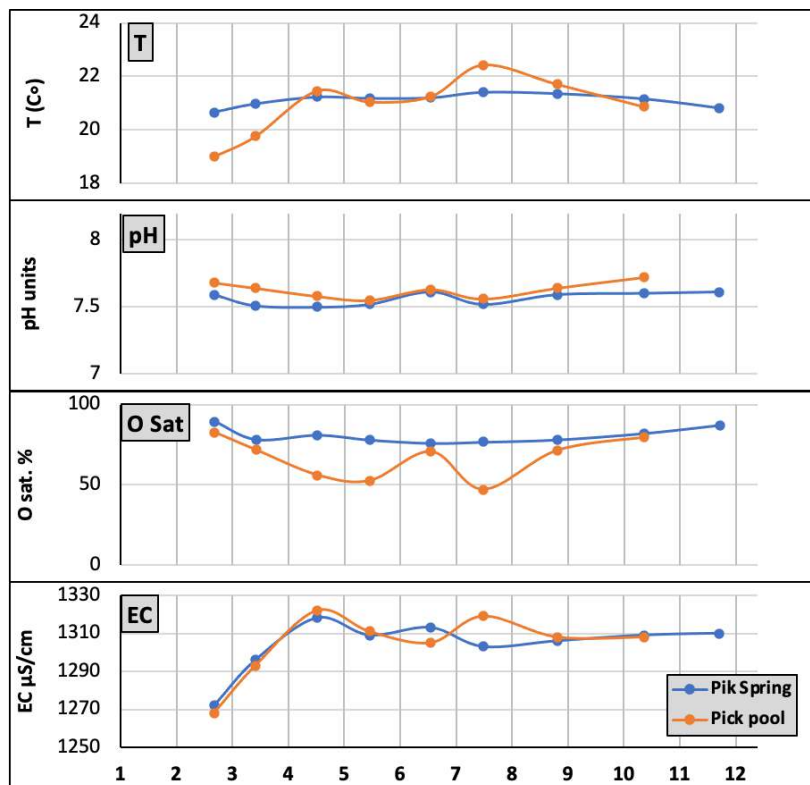 24
22
20
18
T (C∘)
T
8
7.5
7
pH units
pH
100
50
0
O sat. %
O Sat
1330
1310
1290
1270
1250
EC µS/cm
EC
Pik Spring
Pick pool
1 2 3 4 5 6 7 8 9 10 11 12